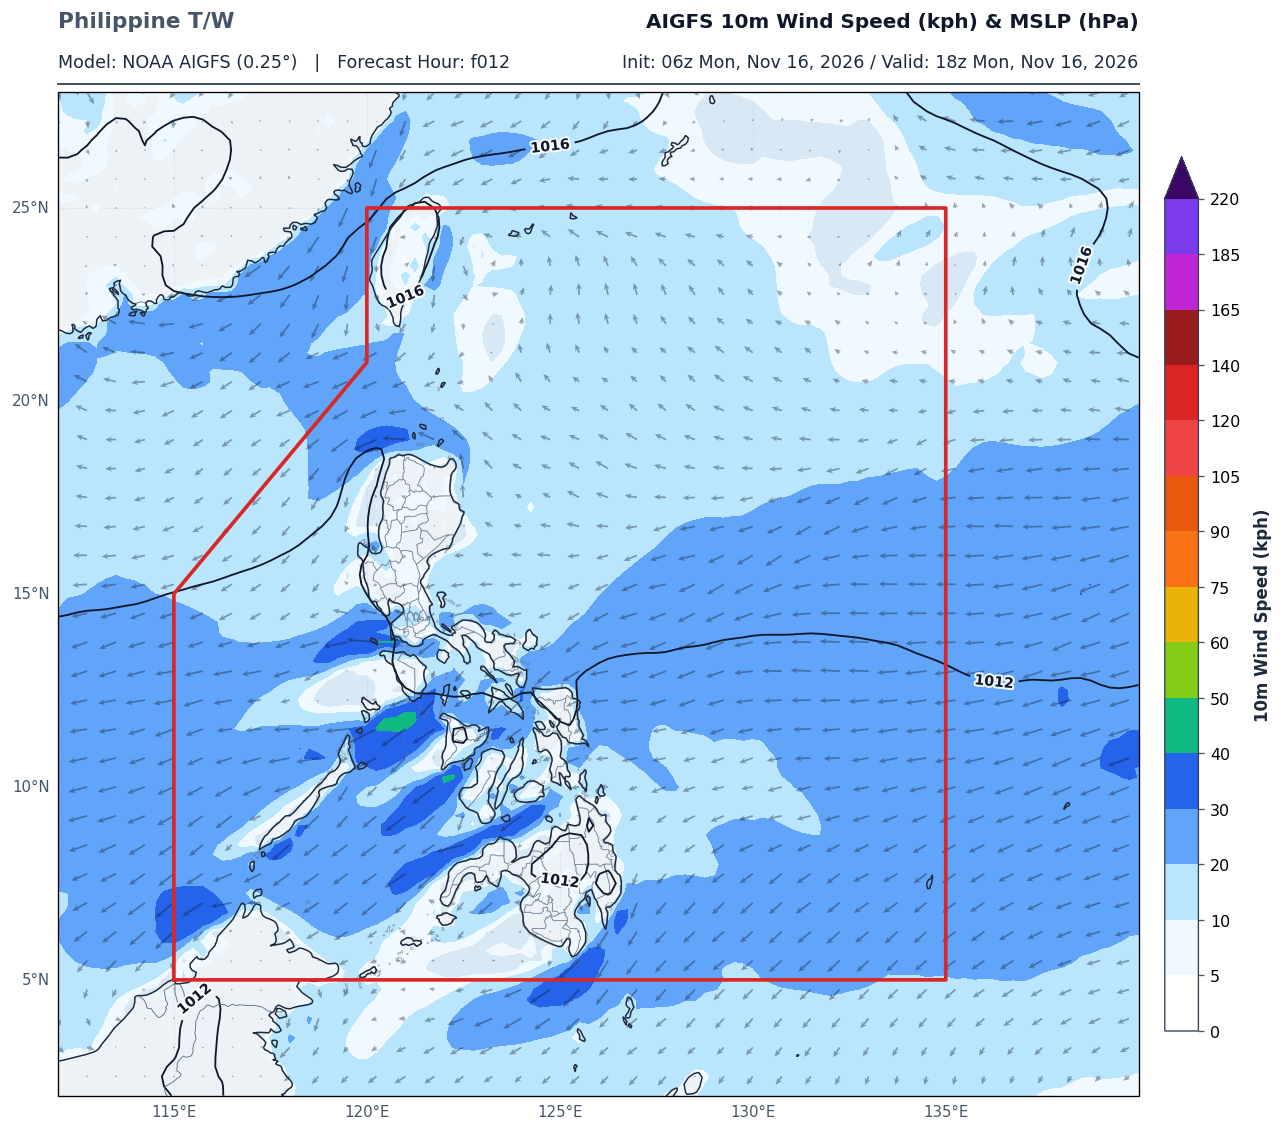 Philippine T/W
AIGFS 10m Wind Speed (kph) & MSLP (hPa)
Model: NOAA AIGFS (0.25°)   |   Forecast Hour: f012
Init: 06z Mon, Nov 16, 2026 / Valid: 18z Mon, Nov 16, 2026
1016
1016
1016
1012
1012
1012
25°N
20°N
15°N
10°N
5°N
115°E
120°E
125°E
130°E
135°E
220
185
165
140
120
105
90
75
60
50
40
30
20
10
5
0
10m Wind Speed (kph)